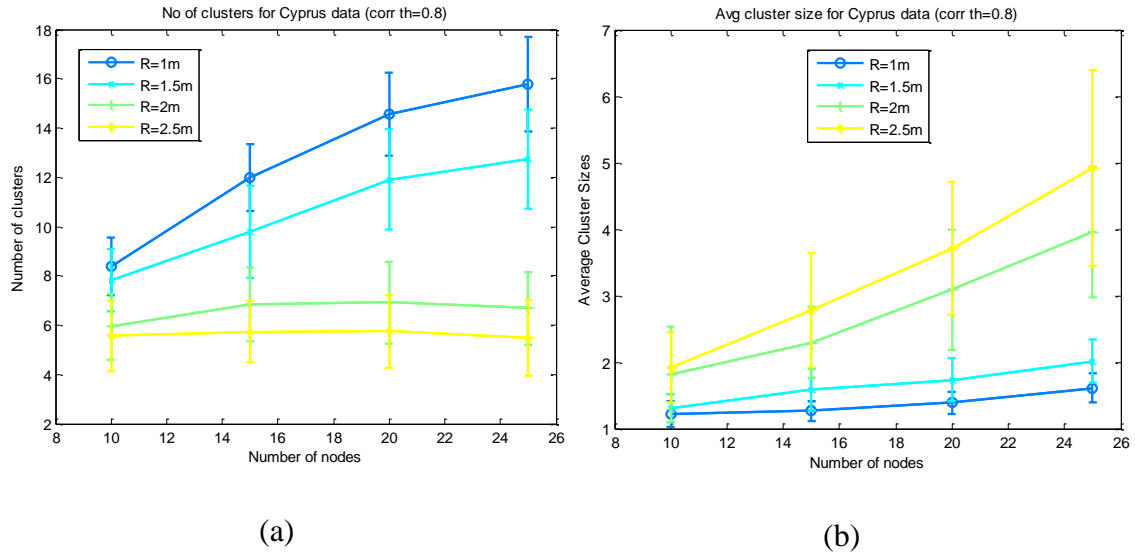 No of clusters for Cyprus data (corr th=0.8)
18
16
14
12
10
8
6
4
2
Number of clusters
R=1m
R=1.5m
R=2m
R=2.5m
8 10 12 14 16 18 20 22 24 26
Number of nodes
(a)
Avg cluster size for Cyprus data (corr th=0.8)
7
6
5
4
3
2
1
Average Cluster Sizes
R=1m
R=1.5m
R=2m
R=2.5m
8 10 12 14 16 18 20 22 24 26
Number of nodes
(b)